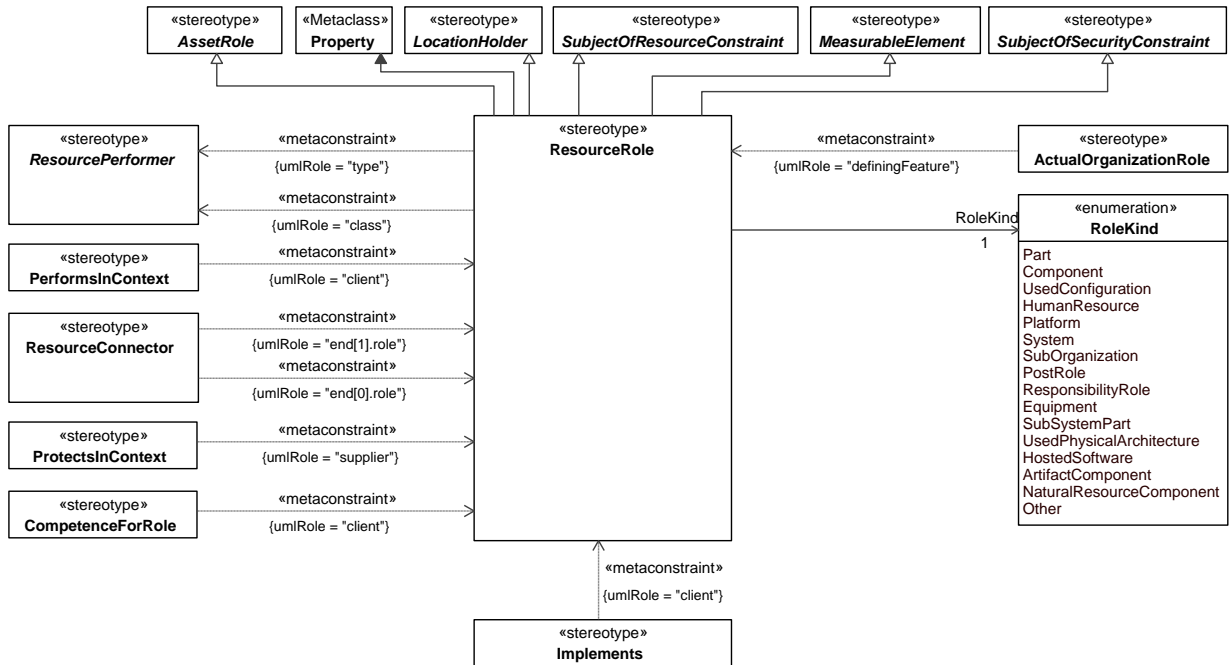 «stereotype»
AssetRole
«Metaclass»
Property
«stereotype»
LocationHolder
«stereotype»
SubjectOfResourceConstraint
«stereotype»
MeasurableElement
«stereotype»
SubjectOfSecurityConstraint
«stereotype»
ResourcePerformer
«metaconstraint»
{umlRole = "type"}
«metaconstraint»
{umlRole = "class"}
«stereotype»
PerformsInContext
«metaconstraint»
{umlRole = "client"}
«stereotype»
ResourceConnector
«metaconstraint»
{umlRole = "end[1].role"}
«metaconstraint»
{umlRole = "end[0].role"}
«stereotype»
ProtectsInContext
«metaconstraint»
{umlRole = "supplier"}
«stereotype»
CompetenceForRole
«metaconstraint»
{umlRole = "client"}
«stereotype»
ResourceRole
«metaconstraint»
{umlRole = "definingFeature"}
«stereotype»
ActualOrganizationRole
RoleKind
1
«enumeration»
RoleKind
Part
Component
UsedConfiguration
HumanResource
Platform
System
SubOrganization
PostRole
ResponsibilityRole
Equipment
SubSystemPart
UsedPhysicalArchitecture
HostedSoftware
ArtifactComponent
NaturalResourceComponent
Other
«metaconstraint»
{umlRole = "client"}
«stereotype»
Implements